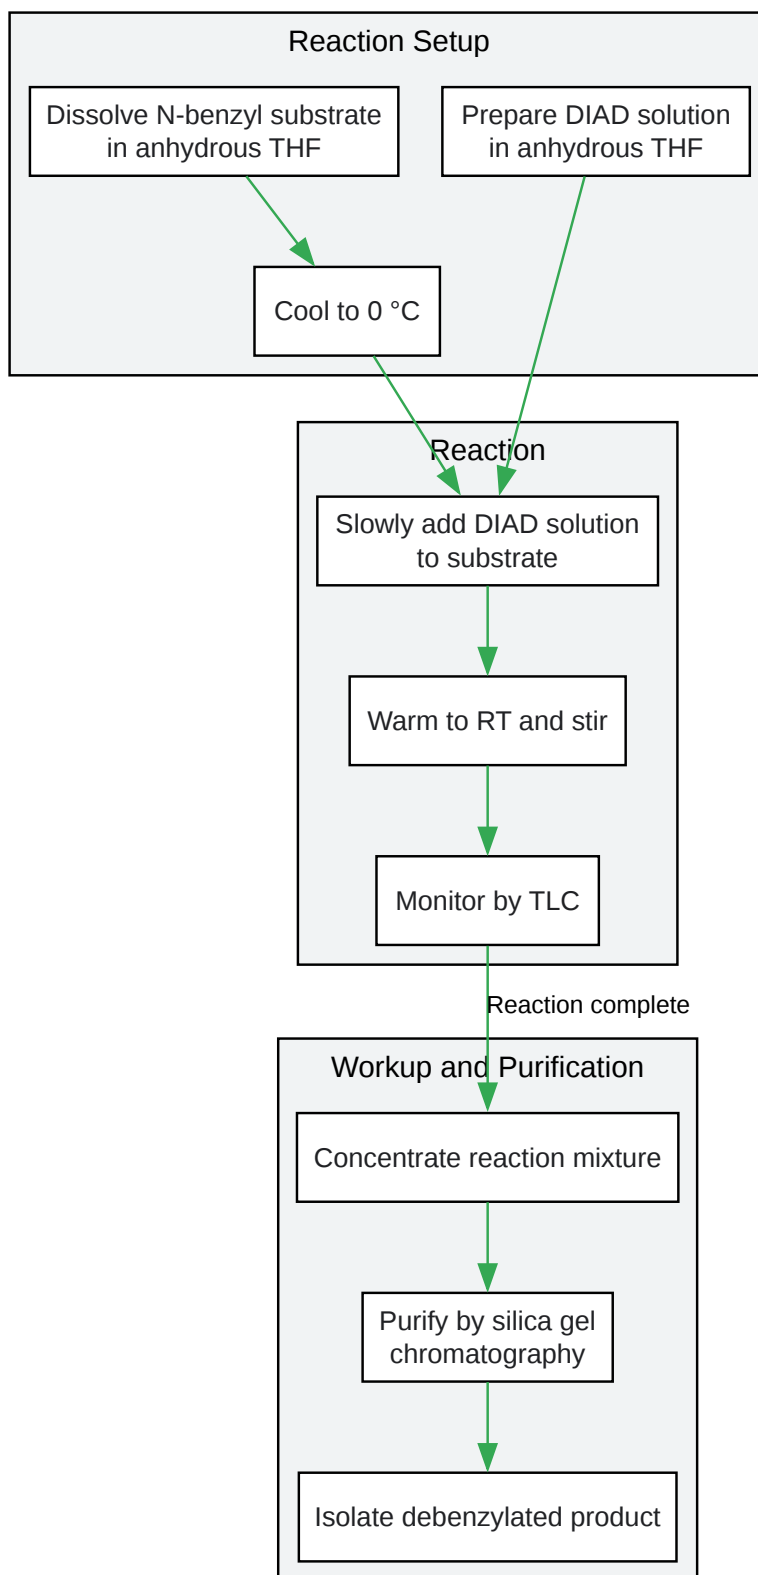 Reaction Setup
Dissolve N-benzyl substrate
in anhydrous THF
Prepare DIAD solution
in anhydrous THF
Cool to 0 °C
Reaction
Slowly add DIAD solution
to substrate
Warm to RT and stir
Monitor by TLC
Reaction complete
Workup and Purification
Concentrate reaction mixture
Purify by silica gel
chromatography
Isolate debenzylated product